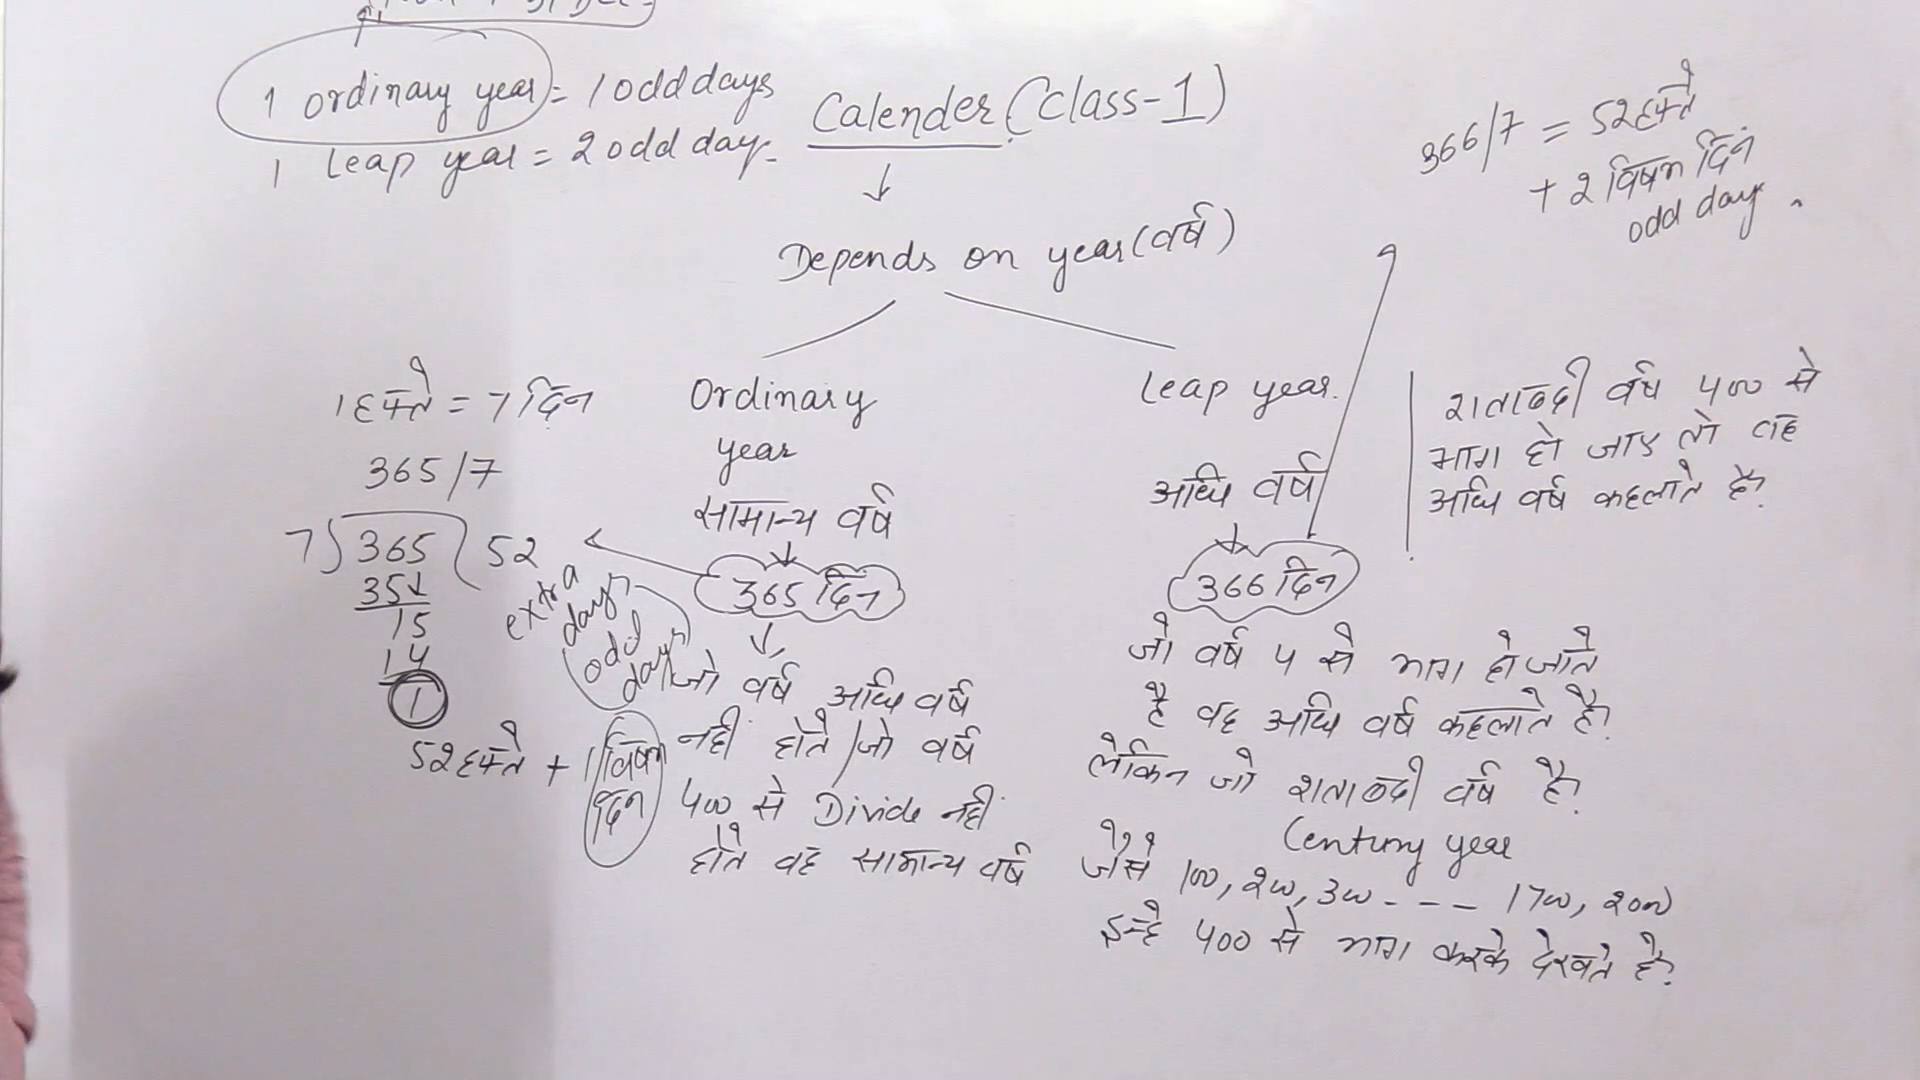 1 ordinary year = 1 odd days
1 Leap year = 2 odd day.
Calender (Class-1)
Depends on year (वर्ष)
366/7 = 52 हफ्ते
+ 2 विषम दिन
odd day.
1 हफ्ते = 7 दिन
365/7
7) 365 ( 52
35↓
15
14
1
52 हफ्ते + 1 विषम
दिन
extra
days
odd
days
Ordinary
year
सामान्य वर्ष
365 दिन
जो वर्ष अधि वर्ष
नहीं होते / जो वर्ष
400 से Divide नहीं
होते वह सामान्य वर्ष
Leap year.
अधि वर्ष
366 दिन
जो वर्ष 4 से भाग हो जाते
है वह अधि वर्ष कहलाते हैं
लेकिन जो शताब्दी वर्ष हैं
Century year
जैसे 100, 200, 300 - - - 1700, 2000
इन्हे 400 से भाग करके देखते हैं
शताब्दी वर्ष 400 से
भाग हो जाए तो वह
अधि वर्ष कहलाते हैं